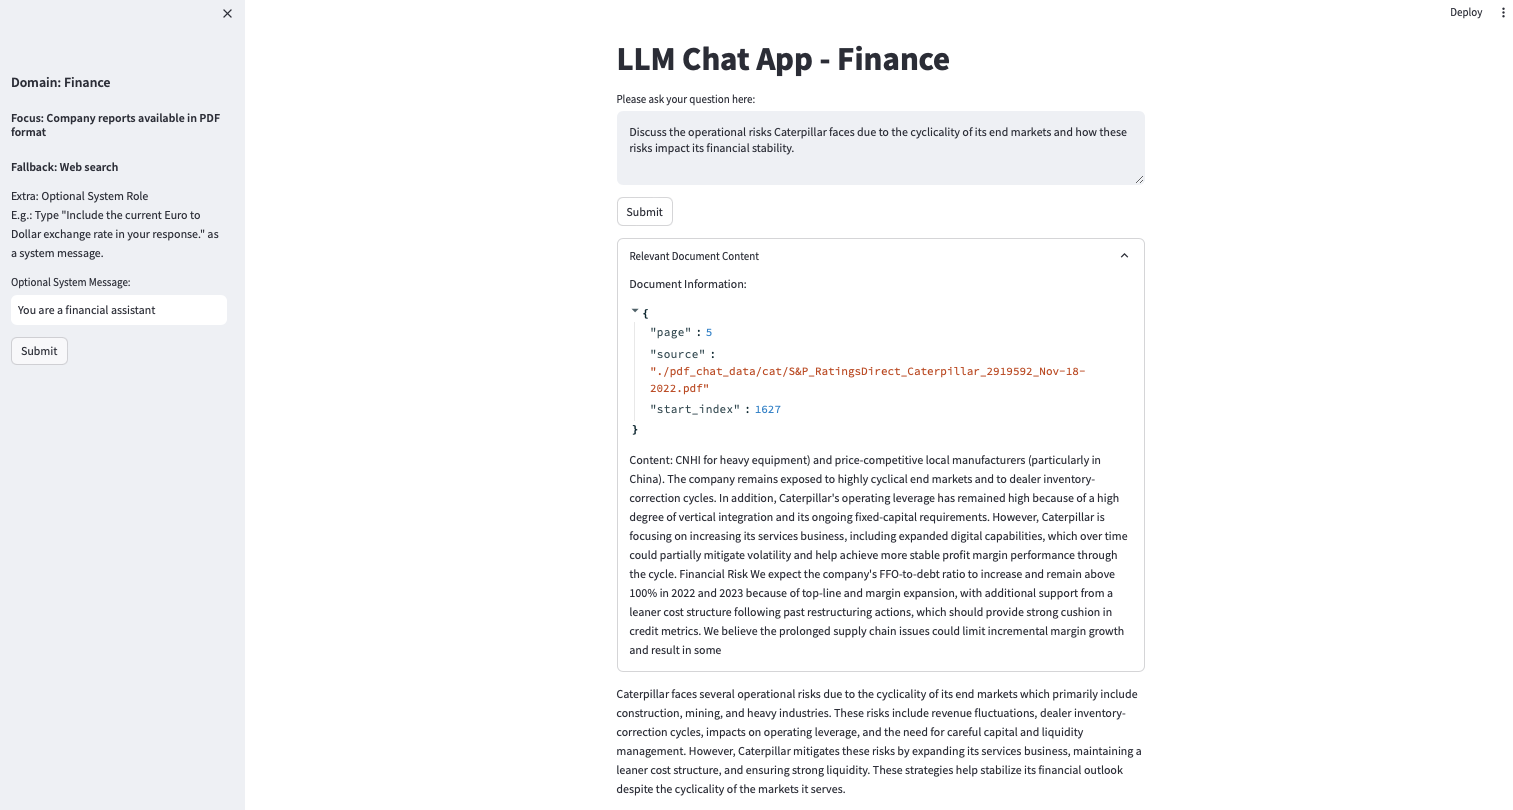 Deploy
Domain: Finance
Focus: Company reports available in PDF
format
Fallback: Web search
Extra: Optional System Role
E.g.: Type "Include the current Euro to
Dollar exchange rate in your response." as
a system message.
Optional System Message:
You are a financial assistant
Submit
LLM Chat App - Finance
Please ask your question here:
Discuss the operational risks Caterpillar faces due to the cyclicality of its end markets and how these
risks impact its financial stability.
Submit
Relevant Document Content
Document Information:
{
"page" : 5
"source" :
"./pdf_chat_data/cat/S&P_RatingsDirect_Caterpillar_2919592_Nov-18-
2022.pdf"
"start_index" : 1627
}
Content: CNHI for heavy equipment) and price-competitive local manufacturers (particularly in
China). The company remains exposed to highly cyclical end markets and to dealer inventory-
correction cycles. In addition, Caterpillar's operating leverage has remained high because of a high
degree of vertical integration and its ongoing fixed-capital requirements. However, Caterpillar is
focusing on increasing its services business, including expanded digital capabilities, which over time
could partially mitigate volatility and help achieve more stable profit margin performance through
the cycle. Financial Risk We expect the company's FFO-to-debt ratio to increase and remain above
100% in 2022 and 2023 because of top-line and margin expansion, with additional support from a
leaner cost structure following past restructuring actions, which should provide strong cushion in
credit metrics. We believe the prolonged supply chain issues could limit incremental margin growth
and result in some
Caterpillar faces several operational risks due to the cyclicality of its end markets which primarily include
construction, mining, and heavy industries. These risks include revenue fluctuations, dealer inventory-
correction cycles, impacts on operating leverage, and the need for careful capital and liquidity
management. However, Caterpillar mitigates these risks by expanding its services business, maintaining a
leaner cost structure, and ensuring strong liquidity. These strategies help stabilize its financial outlook
despite the cyclicality of the markets it serves.